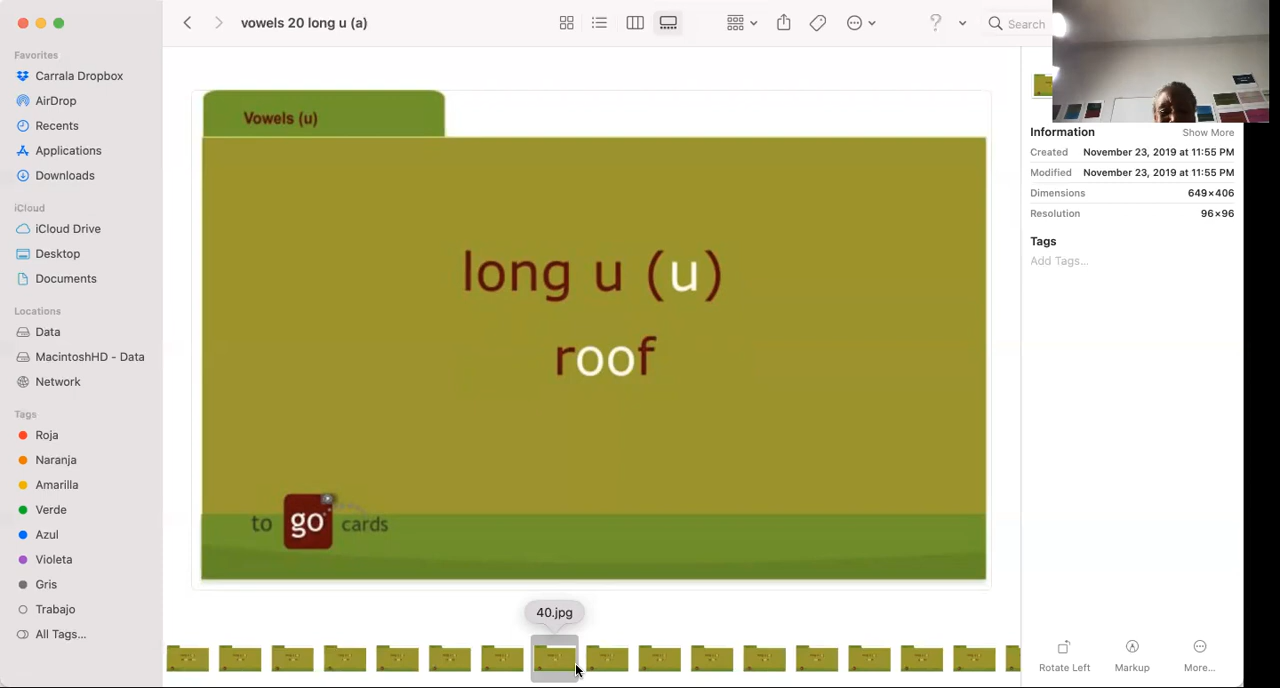 vowels 20 long u (a)
Search
Favorites
Carrala Dropbox
AirDrop
Recents
Applications
Downloads
iCloud
iCloud Drive
Desktop
Documents
Locations
Data
MacintoshHD - Data
Network
Tags
Roja
Naranja
Amarilla
Verde
Azul
Violeta
Gris
Trabajo
All Tags...
Vowels (u)
long u (u)
roof
to go cards
40.jpg
Information Show More
Created November 23, 2019 at 11:55 PM
Modified November 23, 2019 at 11:55 PM
Dimensions 649×406
Resolution 96×96
Tags
Add Tags...
Rotate Left
Markup
More...